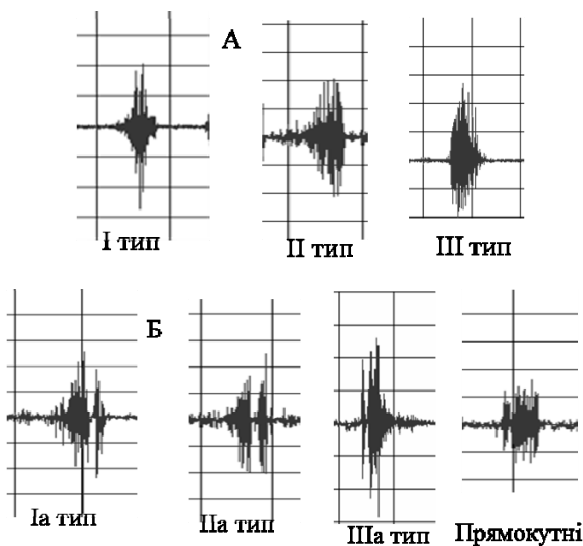 А
І тип
ІІ тип
ІІІ тип
Б
Іа тип
ІІа тип
ІІІа тип
Прямокутні